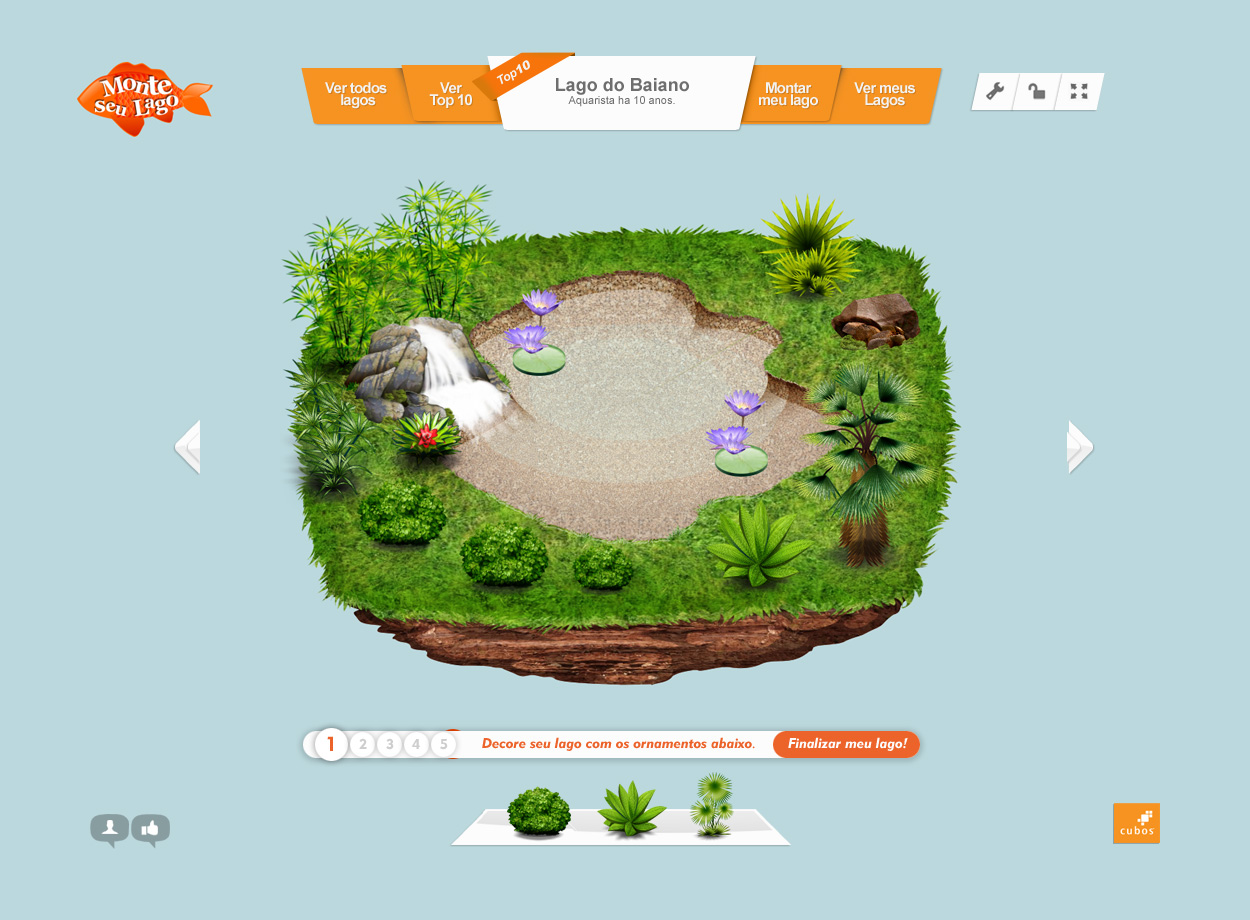 Monte
seu Lago
Ver todos
lagos
Ver
Top 10
Top10
Lago do Baiano
Aquarista ha 10 anos.
Montar
meu lago
Ver meus
Lagos
1 2 3 4 5
Decore seu lago com os ornamentos abaixo.
Finalizar meu lago!
cubos